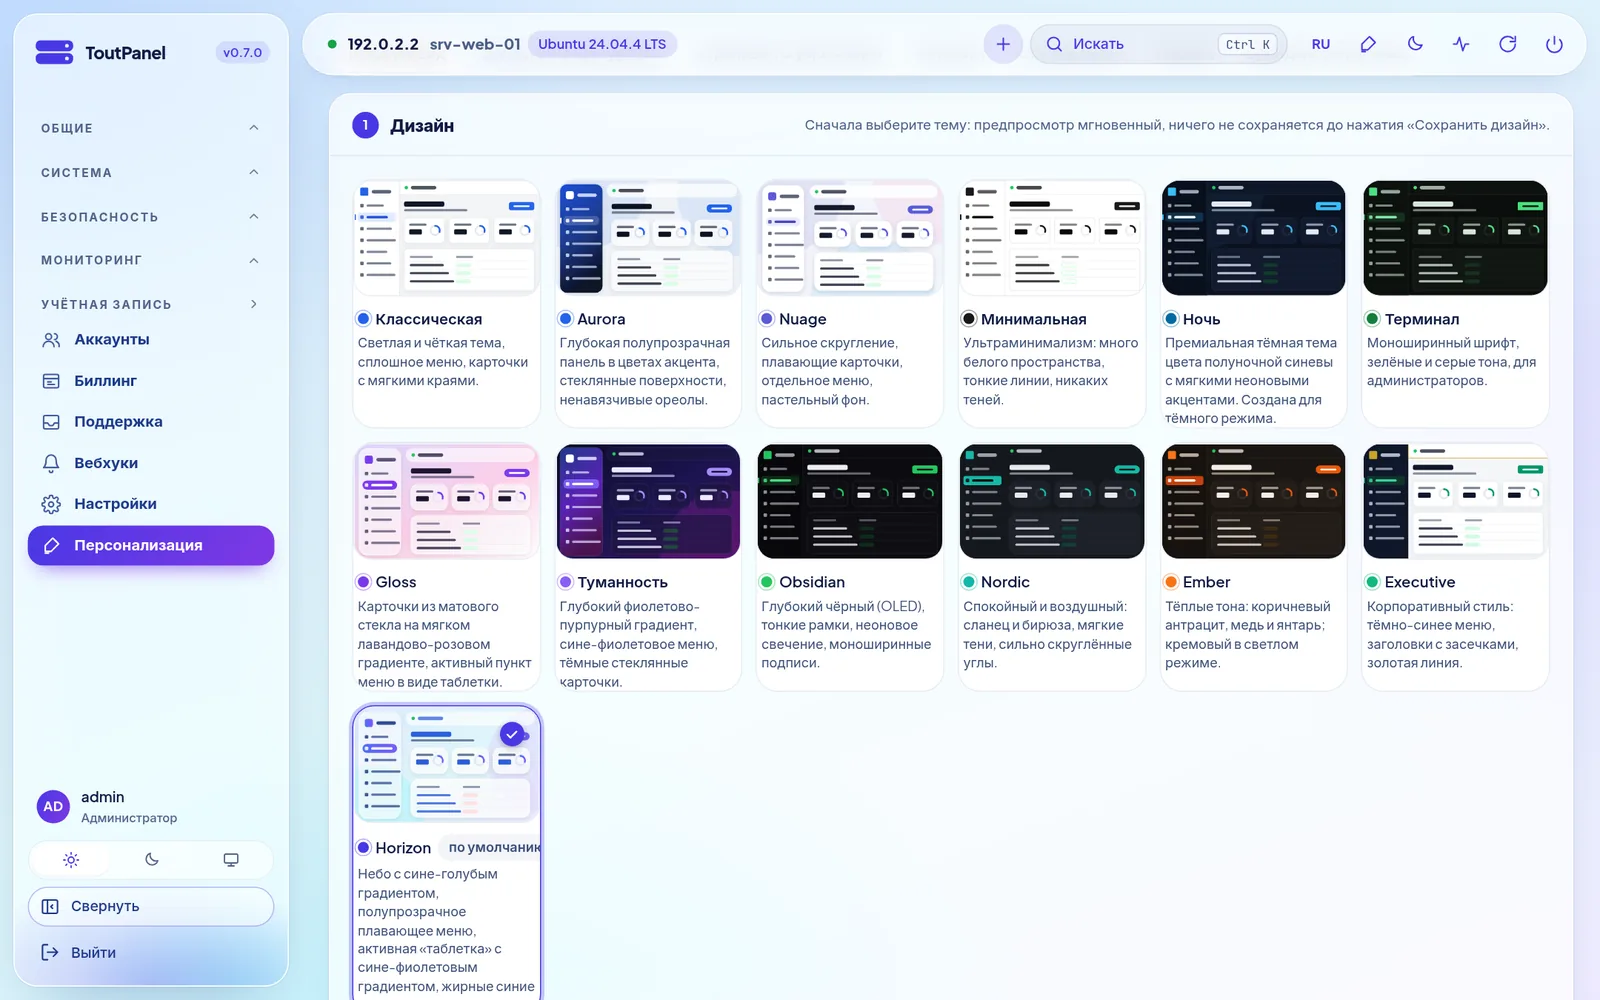 ToutPanel
v0.7.0
ОБЩИЕ
СИСТЕМА
БЕЗОПАСНОСТЬ
МОНИТОРИНГ
УЧЁТНАЯ ЗАПИСЬ
Аккаунты
Биллинг
Поддержка
Вебхуки
Настройки
Персонализация
AD
admin
Администратор
Свернуть
Выйти
192.0.2.2 srv-web-01 Ubuntu 24.04.4 LTS
Искать
Ctrl K
RU
1 Дизайн
Сначала выберите тему: предпросмотр мгновенный, ничего не сохраняется до нажатия «Сохранить дизайн».
Классическая
Светлая и чёткая тема,
сплошное меню, карточки
с мягкими краями.
Aurora
Глубокая полупрозрачная
панель в цветах акцента,
стеклянные поверхности,
ненавязчивые ореолы.
Nuage
Сильное скругление,
плавающие карточки,
отдельное меню,
пастельный фон.
Минимальная
Ультраминимализм: много
белого пространства,
тонкие линии, никаких
теней.
Ночь
Премиальная тёмная тема
цвета полуночной синевы
с мягкими неоновыми
акцентами. Создана для
тёмного режима.
Терминал
Моноширинный шрифт,
зелёные и серые тона, для
администраторов.
Gloss
Карточки из матового
стекла на мягком
лавандово-розовом
градиенте, активный пункт
меню в виде таблетки.
Туманность
Глубокий фиолетово-
пурпурный градиент,
сине-фиолетовое меню,
тёмные стеклянные
карточки.
Obsidian
Глубокий чёрный (OLED),
тонкие рамки, неоновое
свечение, моноширинные
подписи.
Nordic
Спокойный и воздушный:
сланец и бирюза, мягкие
тени, сильно скруглённые
углы.
Ember
Тёплые тона: коричневый
антрацит, медь и янтарь;
кремовый в светлом
режиме.
Executive
Корпоративный стиль:
тёмно-синее меню,
заголовки с засечками,
золотая линия.
Horizon
по умолчанию
Небо с сине-голубым
градиентом,
полупрозрачное
плавающее меню,
активная «таблетка» с
сине-фиолетовым
градиентом, жирные синие